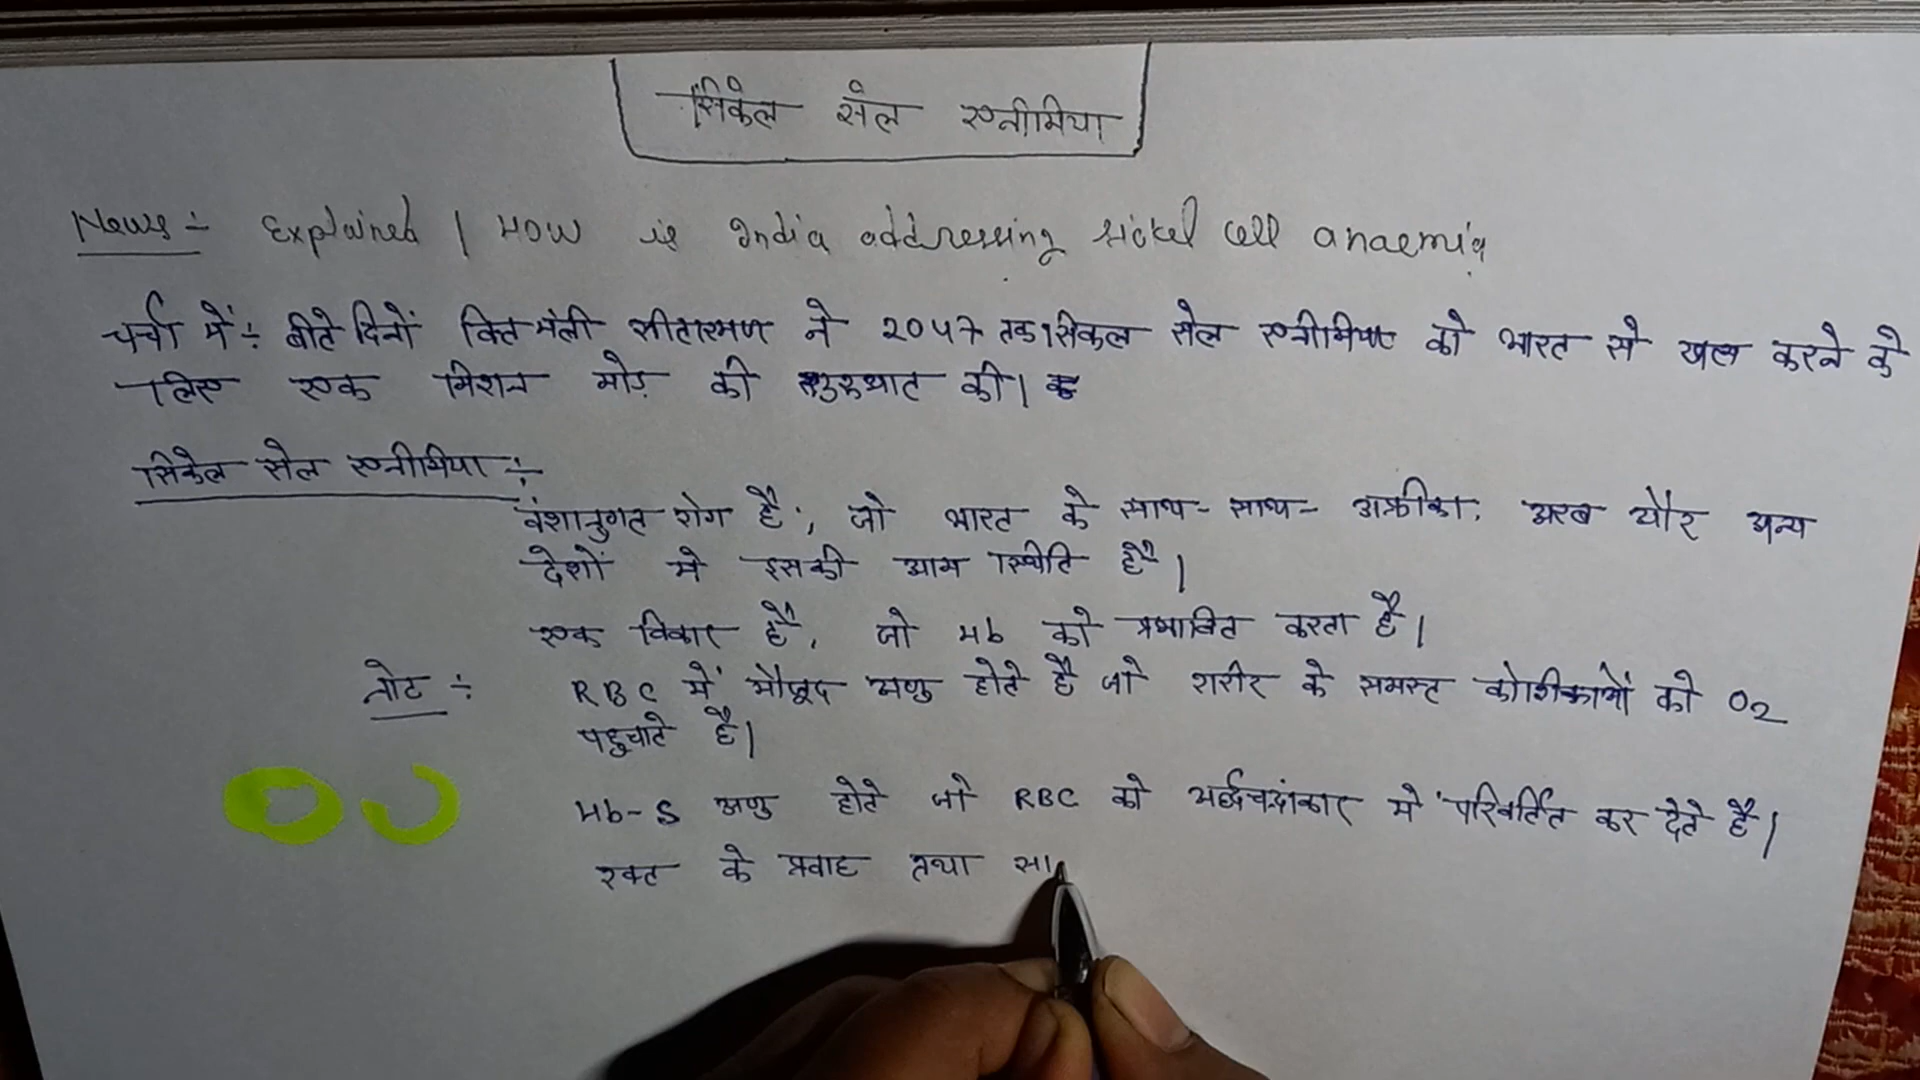 सिकेल सेल एनीमिया
News:- Explained / How is India addressing sickel cell anaemia
चर्चा में:- बीते दिनों वित मंत्री सीतारमण ने 2047 तक सिकल सेल एनीमिया को भारत से खत्म करने के
लिए एक मिशन मोड़ की शुरुआत की।
सिकेल सेल एनीमिया:-
वंशानुगत रोग है, जो भारत के साथ-साथ- अफ्रीका, अरब और अन्य
देशों मे इसकी आम स्थिति है।
एक विकार है, जो Hb को प्रभावित करता है।
नोट:- RBC में मौजूद अणु होते है जो शरीर के समस्त कोशिकाओं को O2
पहुचाते है।
Hb-S अणु होते जो RBC को अर्द्धचंद्राकार मे परिवर्तित कर देते है।
रक्त के प्रवाह तथा सा